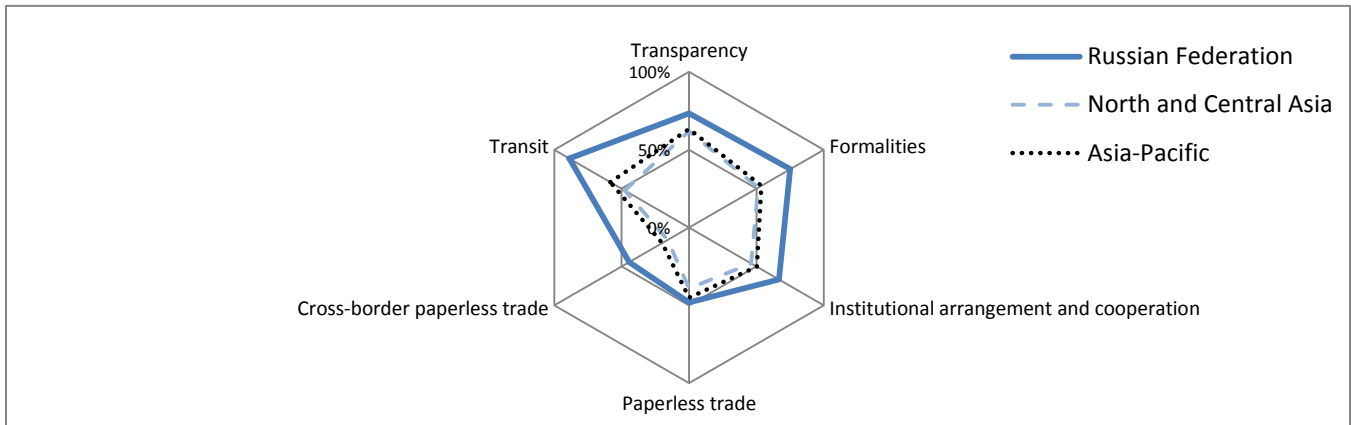 Transparency
100%
Russian Federation
North and Central Asia
Asia-Pacific
Transit
50%
Formalities
0%
Cross-border paperless trade
Institutional arrangement and cooperation
Paperless trade